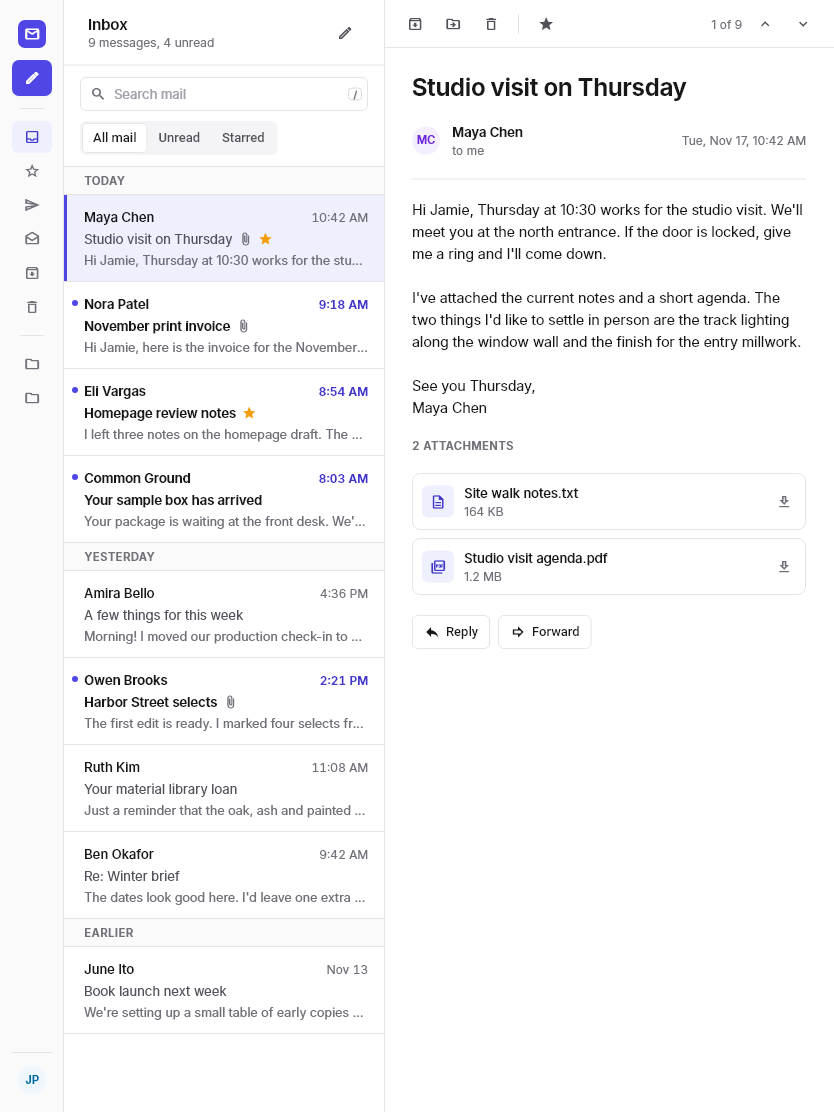 Inbox
9 messages, 4 unread
Search mail
/
All mail
Unread
Starred
TODAY
Maya Chen
10:42 AM
Studio visit on Thursday
Hi Jamie, Thursday at 10:30 works for the stu...
Nora Patel
9:18 AM
November print invoice
Hi Jamie, here is the invoice for the November...
Eli Vargas
8:54 AM
Homepage review notes
I left three notes on the homepage draft. The ...
Common Ground
8:03 AM
Your sample box has arrived
Your package is waiting at the front desk. We'...
YESTERDAY
Amira Bello
4:36 PM
A few things for this week
Morning! I moved our production check-in to ...
Owen Brooks
2:21 PM
Harbor Street selects
The first edit is ready. I marked four selects fr...
Ruth Kim
11:08 AM
Your material library loan
Just a reminder that the oak, ash and painted ...
Ben Okafor
9:42 AM
Re: Winter brief
The dates look good here. I'd leave one extra ...
EARLIER
June Ito
Nov 13
Book launch next week
We're setting up a small table of early copies ...
JP
1 of 9
Studio visit on Thursday
MC
Maya Chen
to me
Tue, Nov 17, 10:42 AM
Hi Jamie, Thursday at 10:30 works for the studio visit. We'll
meet you at the north entrance. If the door is locked, give
me a ring and I'll come down.
I've attached the current notes and a short agenda. The
two things I'd like to settle in person are the track lighting
along the window wall and the finish for the entry millwork.
See you Thursday,
Maya Chen
2 ATTACHMENTS
Site walk notes.txt
164 KB
Studio visit agenda.pdf
1.2 MB
Reply
Forward